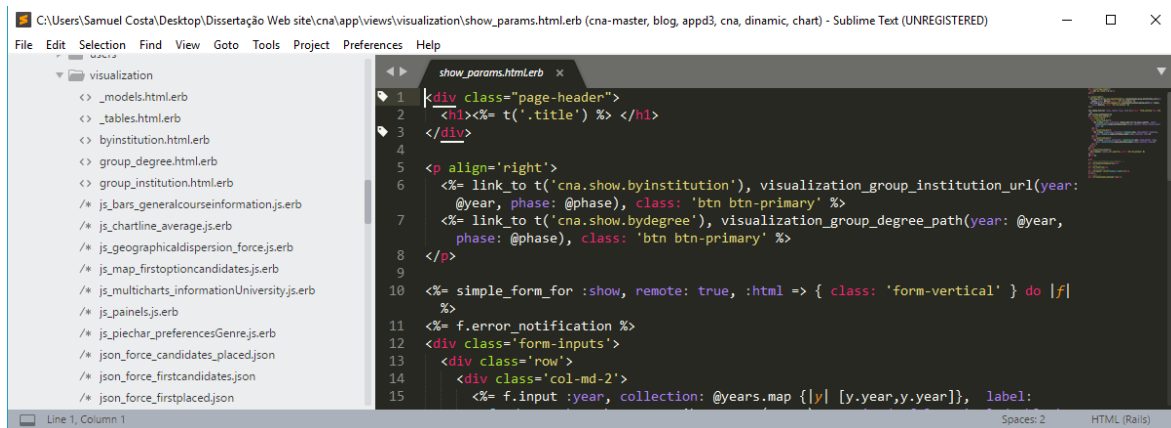 C:\Users\Samuel Costa\Desktop\Dissertação Web site\cna\app\views\visualization\show_params.html.erb (cna-master, blog, appd3, cna, dinamic, chart) - Sublime Text (UNREGISTERED)
File Edit Selection Find View Goto Tools Project Preferences Help
users
visualization
<> _models.html.erb
<> _tables.html.erb
<> byinstitution.html.erb
<> group_degree.html.erb
<> group_institution.html.erb
/* js_bars_generalcourseinformation.js.erb
/* js_chartline_average.js.erb
/* js_geographicaldispersion_force.js.erb
/* js_map_firstoptioncandidates.js.erb
/* js_multicharts_informationUniversity.js.erb
/* js_painels.js.erb
/* js_piechar_preferencesGenre.js.erb
/* json_force_candidates_placed.json
/* json_force_firstcandidates.json
/* json_force_firstplaced.json
show_params.html.erb ×
1 <div class="page-header">
2 <h1><%= t('.title') %> </h1>
3 </div>
4
5 <p align='right'>
6 <%= link_to t('cna.show.byinstitution'), visualization_group_institution_url(year:
@year, phase: @phase), class: 'btn btn-primary' %>
7 <%= link_to t('cna.show.bydegree'), visualization_group_degree_path(year: @year,
phase: @phase), class: 'btn btn-primary' %>
8 </p>
9
10 <%= simple_form_for :show, remote: true, :html => { class: 'form-vertical' } do |f|
%>
11 <%= f.error_notification %>
12 <div class='form-inputs'>
13 <div class='row'>
14 <div class='col-md-2'>
15 <%= f.input :year, collection: @years.map {|y| [y.year,y.year]}, label:
Line 1, Column 1
Spaces: 2
HTML (Rails)